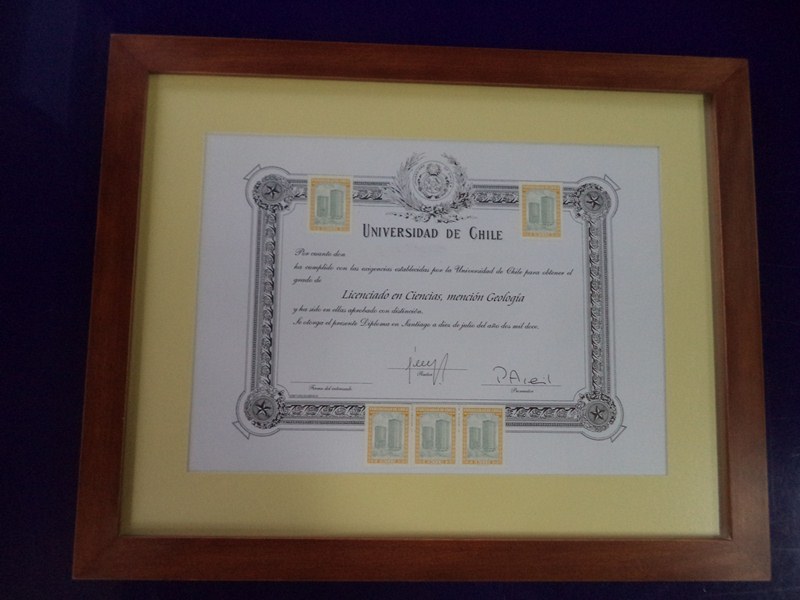 UNIVERSIDAD DE CHILE
Por cuanto don
ha cumplido con las exigencias establecidas por la Universidad de Chile para obtener el
grado de
Licenciado en Ciencias, mención Geología
y ha sido en ellas aprobado con distinción.
Se otorga el presente Diploma en Santiago a diez de julio del año dos mil doce.
Rector
Prorrector
Firma del interesado